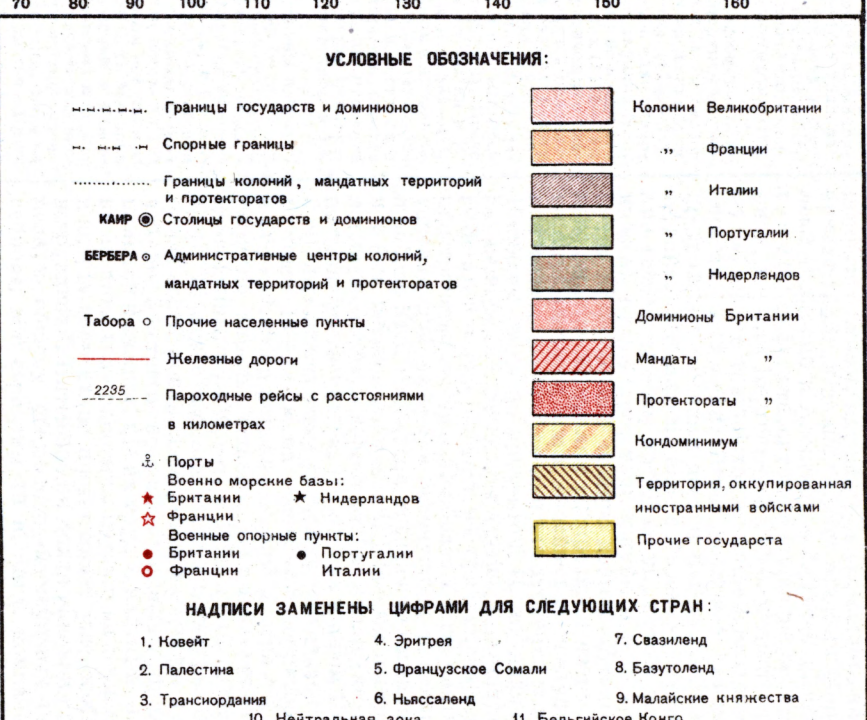 70 80 90 100 110 120 130 140 150 160
УСЛОВНЫЕ ОБОЗНАЧЕНИЯ:
Границы государств и доминионов
Спорные границы
Границы колоний, мандатных территорий
и протекторатов
КАИР Столицы государств и доминионов
БЕРБЕРА Административные центры колоний,
мандатных территорий и протекторатов
Табора Прочие населенные пункты
Железные дороги
2235 Пароходные рейсы с расстояниями
в километрах
Порты
Военно морские базы:
Британии Нидерландов
Франции
Военные опорные пункты:
Британии Португалии
Франции Италии
Колонии Великобритании
„ Франции
„ Италии
„ Португалии
„ Нидерландов
Доминионы Британии
Мандаты „
Протектораты „
Кондоминимум
Территория, оккупированная
иностранными войсками
Прочие государста
НАДПИСИ ЗАМЕНЕНЫ ЦИФРАМИ ДЛЯ СЛЕДУЮЩИХ СТРАН:
1. Ковейт 4. Эритрея 7. Свазиленд
2. Палестина 5. Французское Сомали 8. Базутоленд
3. Трансиордания 6. Ньяссаленд 9. Малайские княжества
10. Нейтральная зона 11. Бельгийское Конго